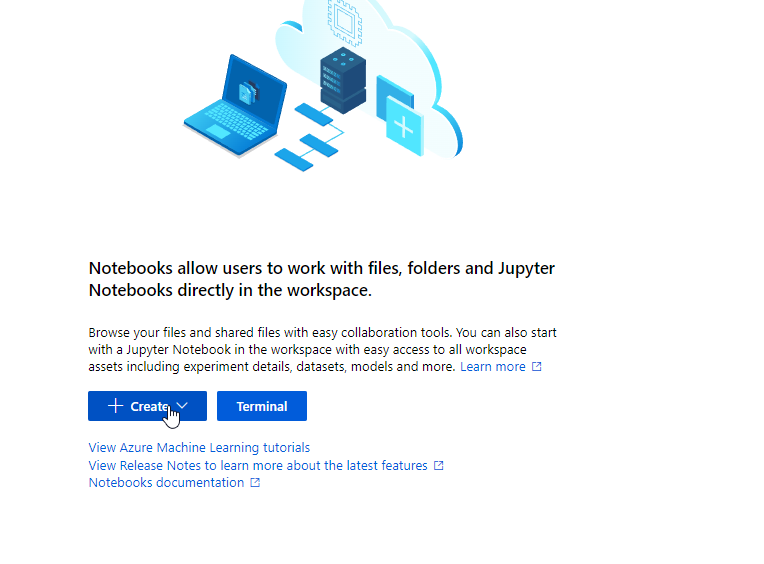 Notebooks allow users to work with files, folders and Jupyter
Notebooks directly in the workspace.
Browse your files and shared files with easy collaboration tools. You can also start
with a Jupyter Notebook in the workspace with easy access to all workspace
assets including experiment details, datasets, models and more. Learn more
Create
Terminal
View Azure Machine Learning tutorials
View Release Notes to learn more about the latest features
Notebooks documentation